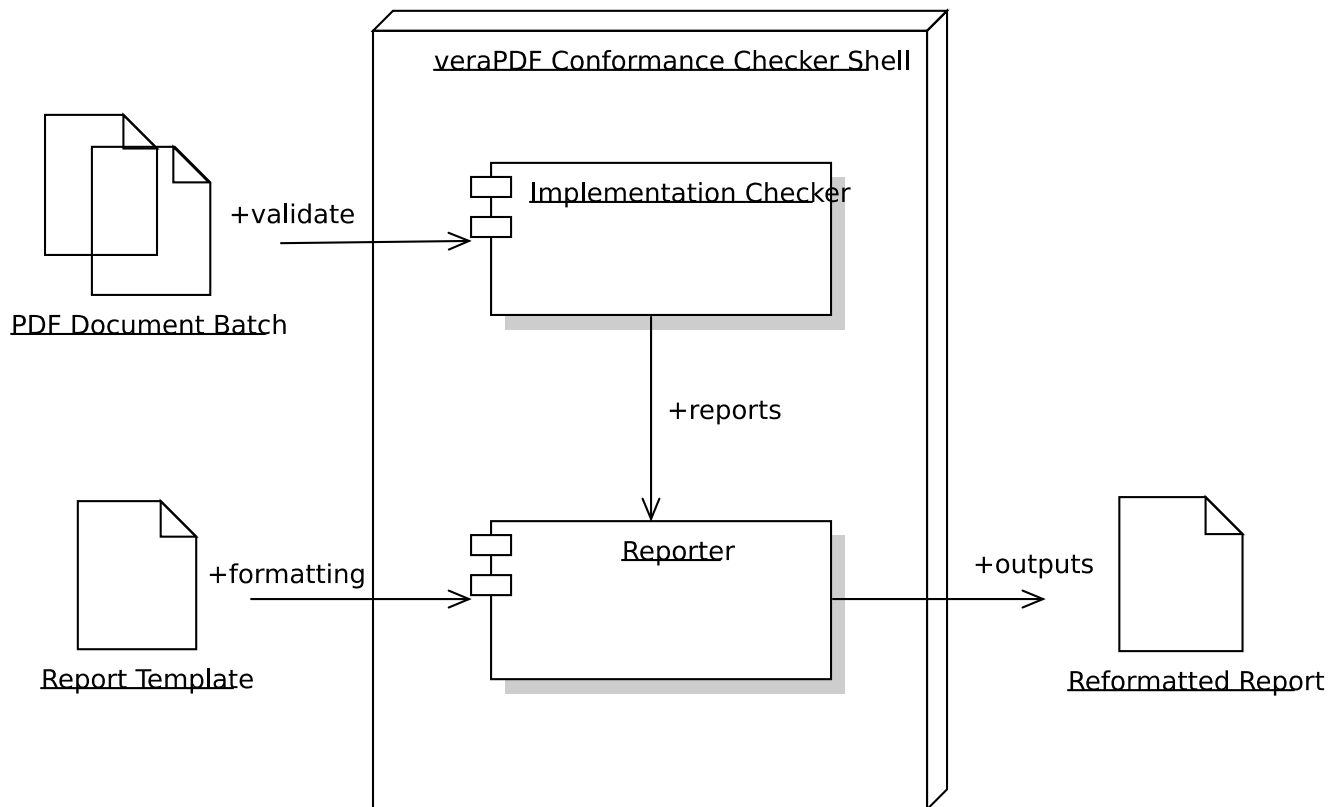 veraPDF Conformance Checker Shell
Implementation Checker
+validate
PDF Document Batch
+reports
Reporter
+formatting
+outputs
Report Template
Reformatted Report